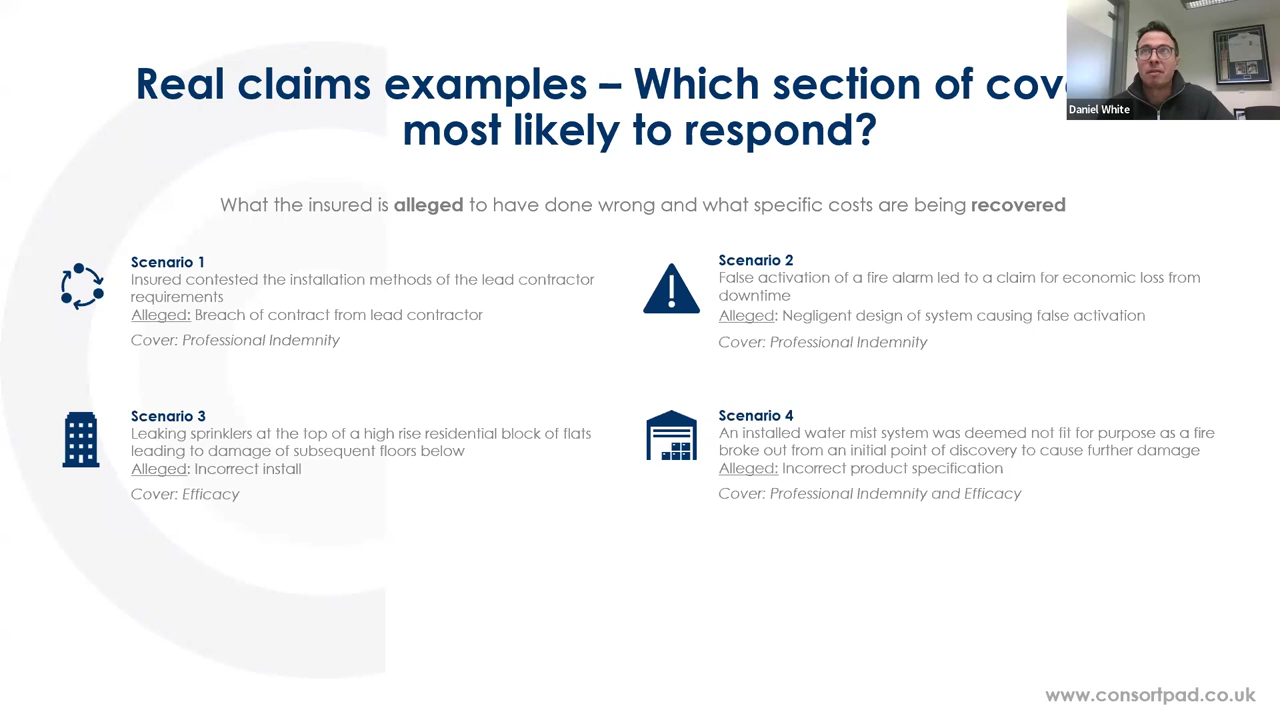 Real claims examples – Which section of
most likely to respond?
Daniel White
What the insured is alleged to have done wrong and what specific costs are being recovered
Scenario 1
Insured contested the installation methods of the lead contractor
requirements
Alleged: Breach of contract from lead contractor
Cover: Professional Indemnity
Scenario 2
False activation of a fire alarm led to a claim for economic loss from
downtime
Alleged: Negligent design of system causing false activation
Cover: Professional Indemnity
Scenario 3
Leaking sprinklers at the top of a high rise residential block of flats
leading to damage of subsequent floors below
Alleged: Incorrect install
Cover: Efficacy
Scenario 4
An installed water mist system was deemed not fit for purpose as a fire
broke out from an initial point of discovery to cause further damage
Alleged: Incorrect product specification
Cover: Professional Indemnity and Efficacy
www.consortpad.co.uk